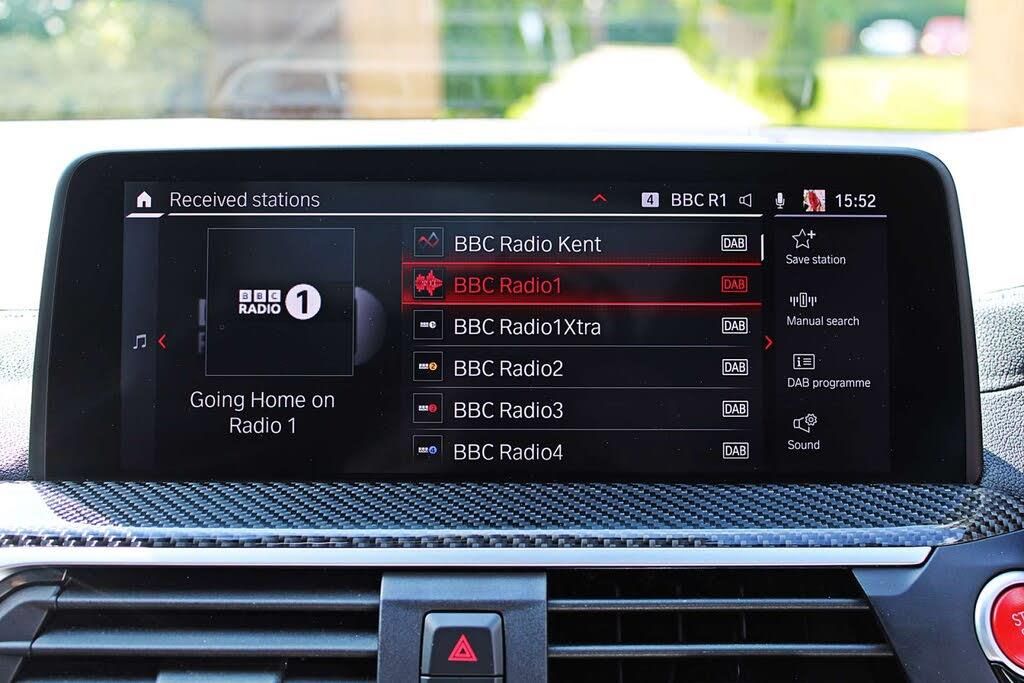 Received stations
4 BBC R1 15:52
BBC RADIO 1
Going Home on
Radio 1
BBC Radio Kent DAB
BBC Radio1 DAB
BBC Radio1Xtra DAB
BBC Radio2 DAB
BBC Radio3 DAB
BBC Radio4 DAB
Save station
Manual search
DAB programme
Sound